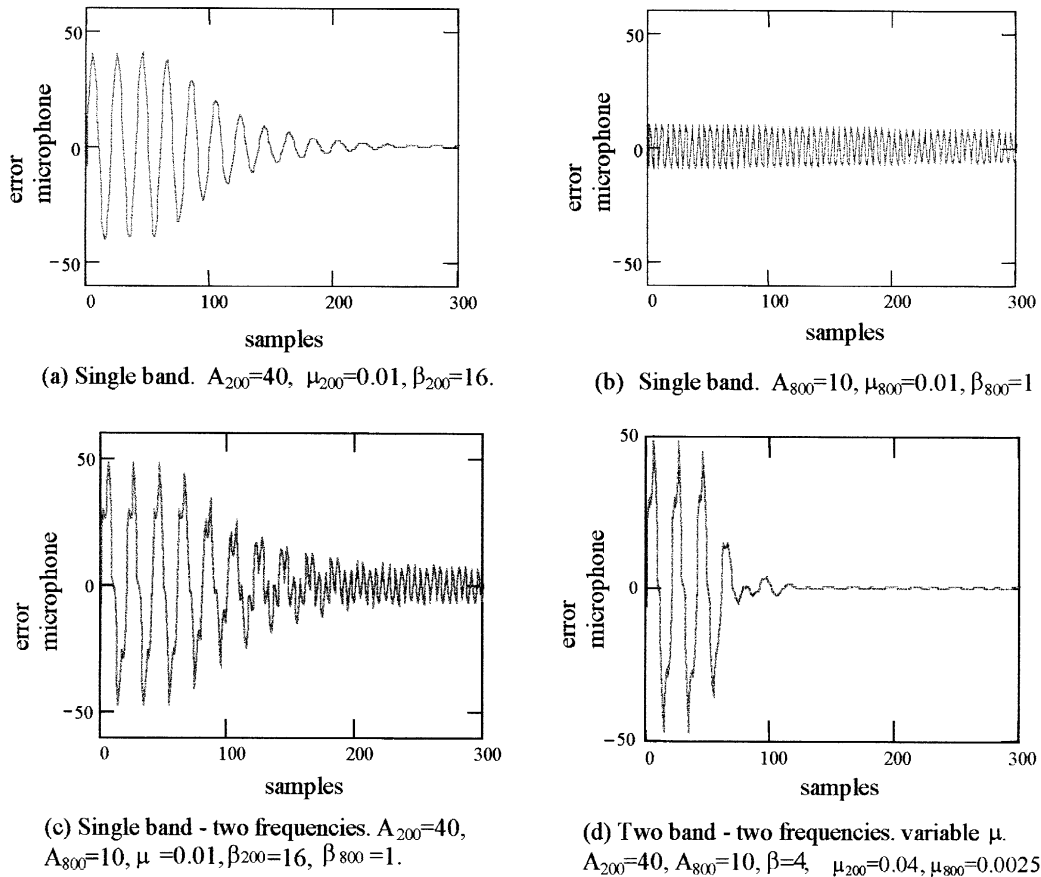 50
0
−50
error
microphone
0 100 200 300
samples
(a) Single band. A₂₀₀=40, μ₂₀₀=0.01, β₂₀₀=16.
50
0
−50
error
microphone
0 100 200 300
samples
(b) Single band. A₈₀₀=10, μ₈₀₀=0.01, β₈₀₀=1
50
0
−50
error
microphone
0 100 200 300
samples
(c) Single band - two frequencies. A₂₀₀=40,
A₈₀₀=10, μ =0.01, β₂₀₀=16, β₈₀₀=1.
50
0
−50
error
microphone
0 100 200 300
samples
(d) Two band - two frequencies. variable μ.
A₂₀₀=40, A₈₀₀=10, β=4, μ₂₀₀=0.04, μ₈₀₀=0.0025